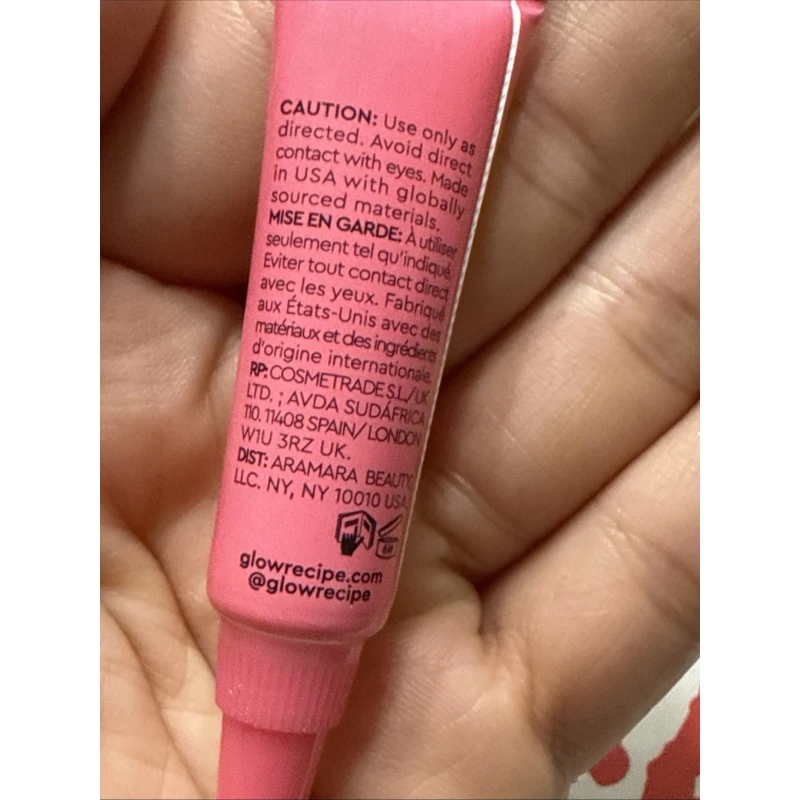 CAUTION: Use only as
directed. Avoid direct
contact with eyes. Made
in USA with globally
sourced materials.
MISE EN GARDE: À utiliser
seulement tel qu'indiqué.
Eviter tout contact direct
avec les yeux. Fabriqué
aux États-Unis avec des
matériaux et des ingrédients
d'origine internationale.
RP: COSMETRADE S.L/UK
LTD. ; AVDA SUDÁFRICA
110. 11408 SPAIN/ LONDON
W1U 3RZ UK.
DIST: ARAMARA BEAUTY
LLC. NY, NY 10010 USA.
6M
glowrecipe.com
@glowrecipe